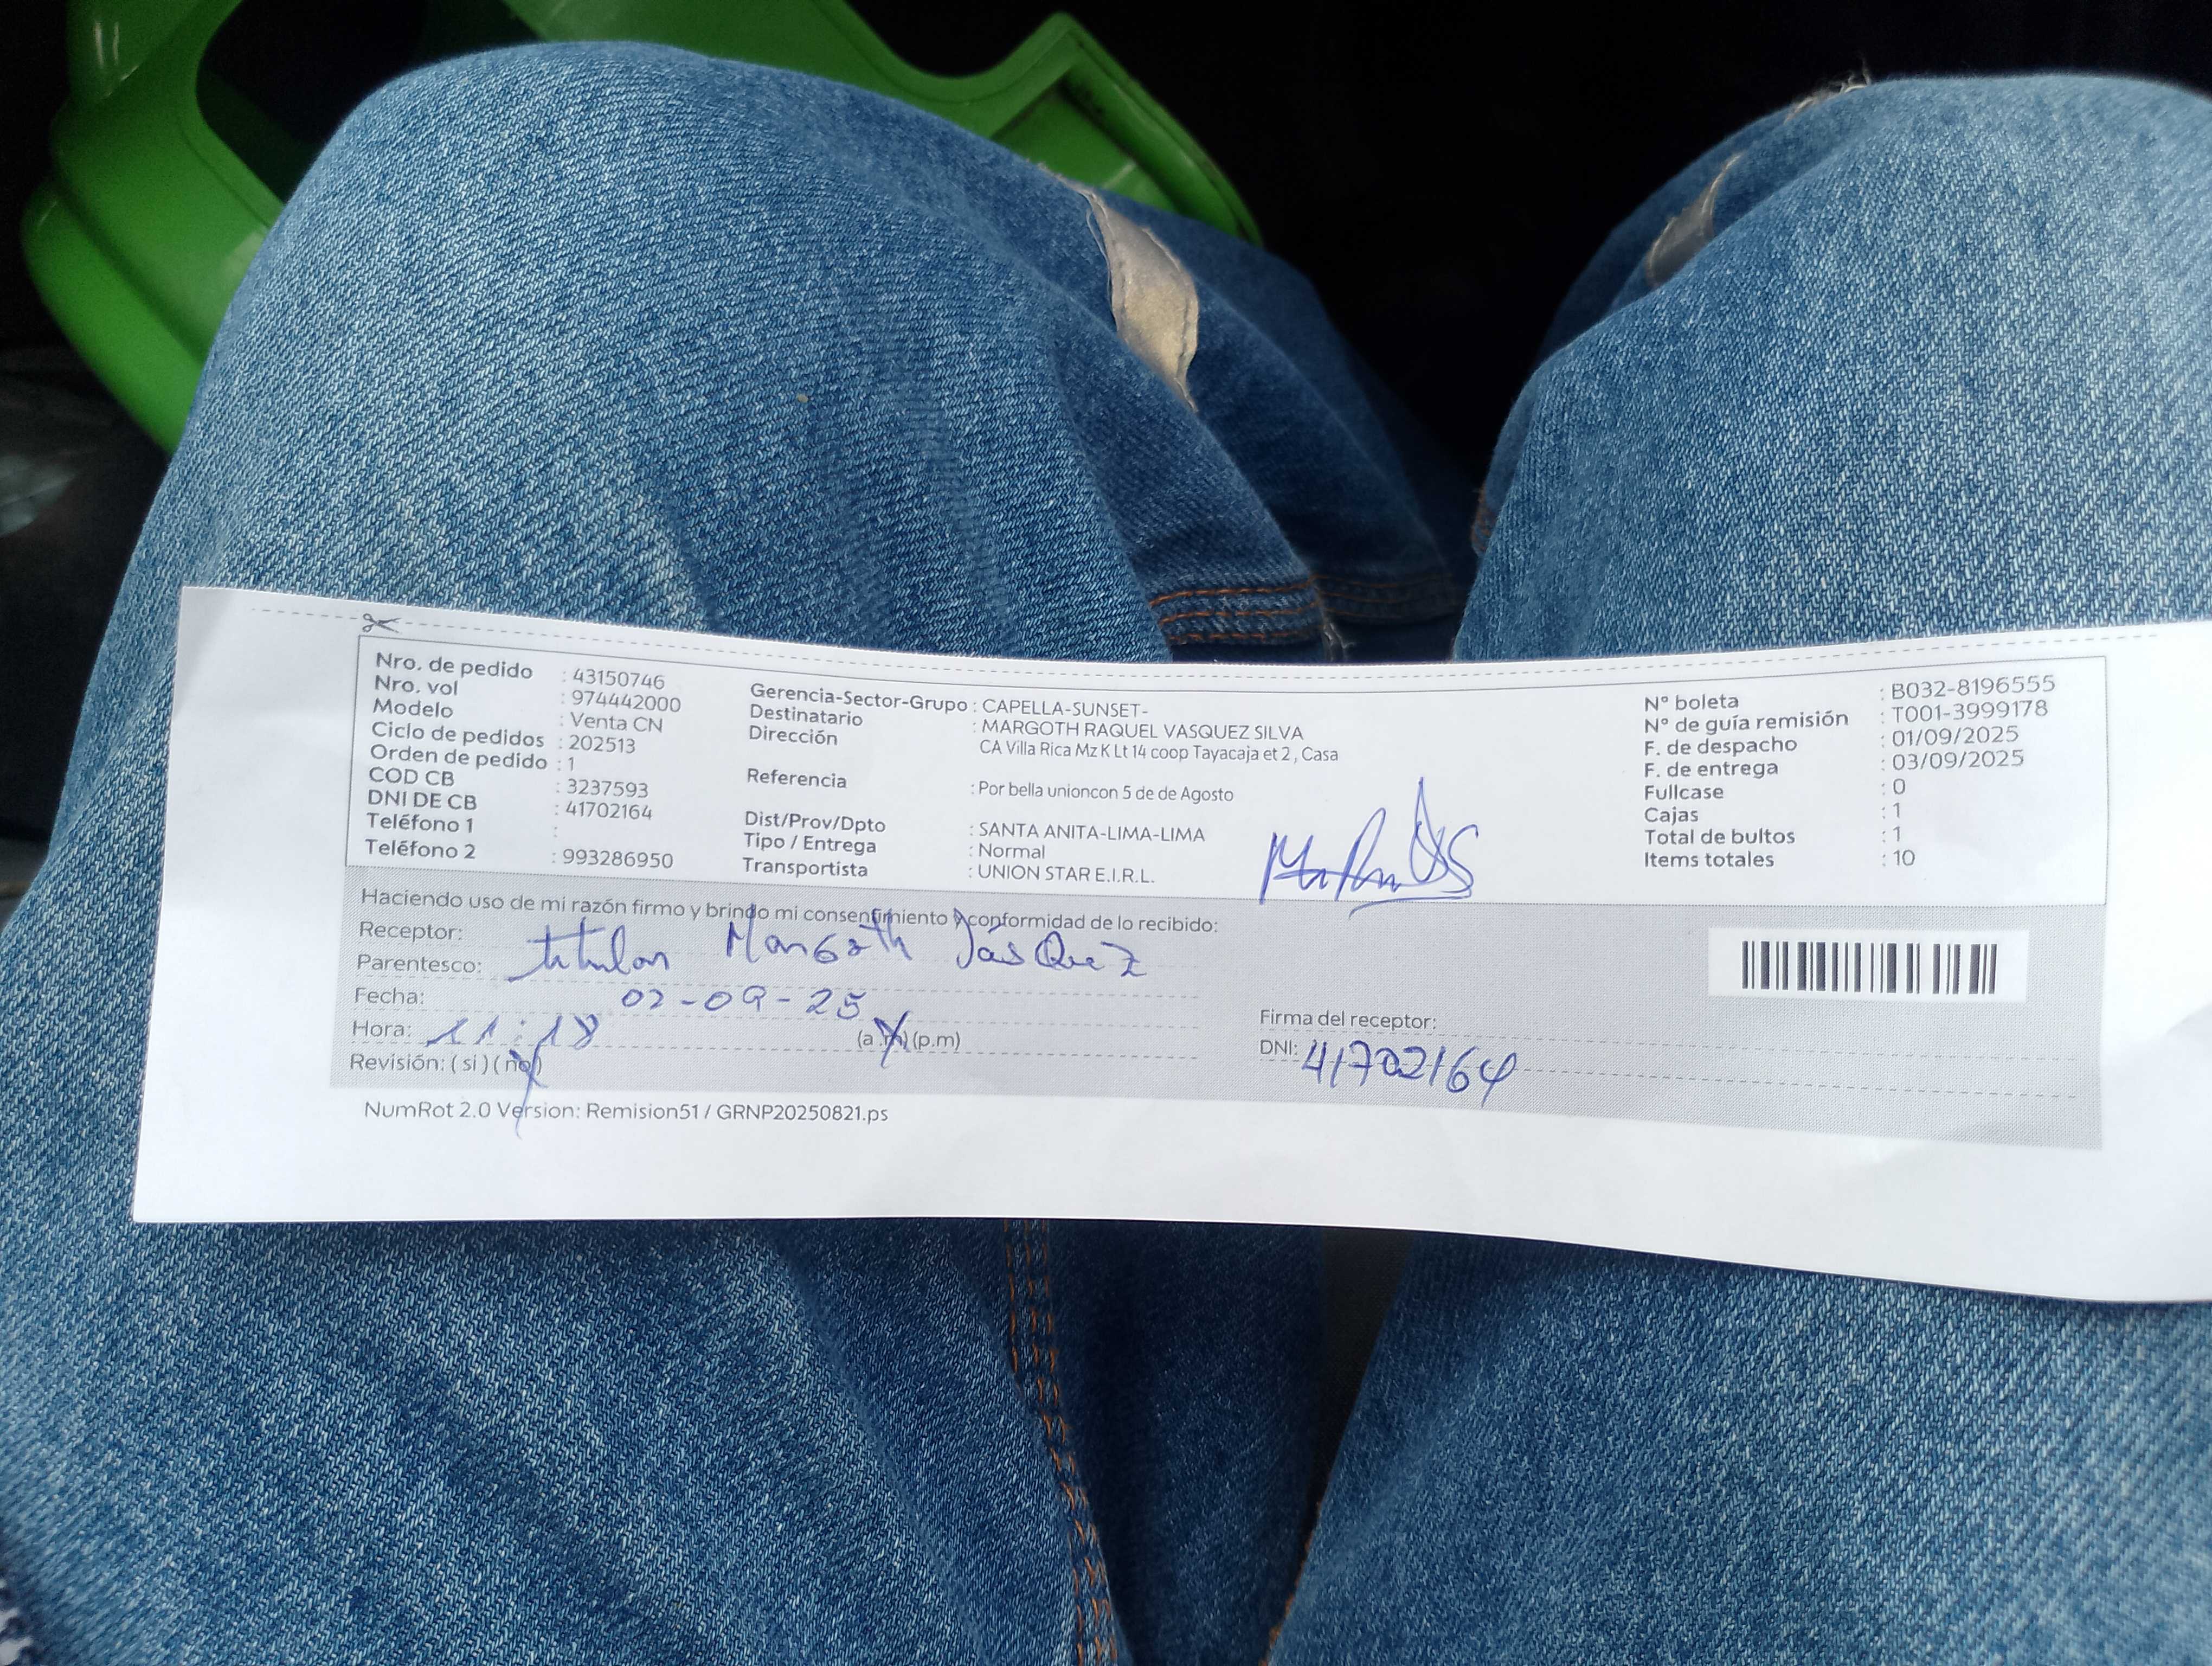 Nro. de pedido : 43150746
Nro. vol : 974442000
Modelo : Venta CN
Ciclo de pedidos : 202513
Orden de pedido : 1
COD CB : 3237593
DNI DE CB : 41702164
Teléfono 1 :
Teléfono 2 : 993286950
Gerencia-Sector-Grupo : CAPELLA-SUNSET-
Destinatario : MARGOTH RAQUEL VASQUEZ SILVA
Dirección CA Villa Rica Mz K Lt 14 coop Tayacaja et 2 , Casa
Referencia : Por bella unioncon 5 de de Agosto
Dist/Prov/Dpto : SANTA ANITA-LIMA-LIMA
Tipo / Entrega : Normal
Transportista : UNION STAR E.I.R.L.
N° boleta : B032-8196555
N° de guía remisión : T001-3999178
F. de despacho : 01/09/2025
F. de entrega : 03/09/2025
Fullcase : 0
Cajas : 1
Total de bultos : 1
Items totales : 10
Haciendo uso de mi razón firmo y brindo mi consentimiento y conformidad de lo recibido:
Receptor:
Parentesco: titular Margoth Vasquez
Fecha: 02-09-25
Hora: 11:18 (a.m) (p.m)
Revisión: ( si ) ( no )
Firma del receptor:
DNI: 41702164
NumRot 2.0 Version: Remision51 / GRNP20250821.ps